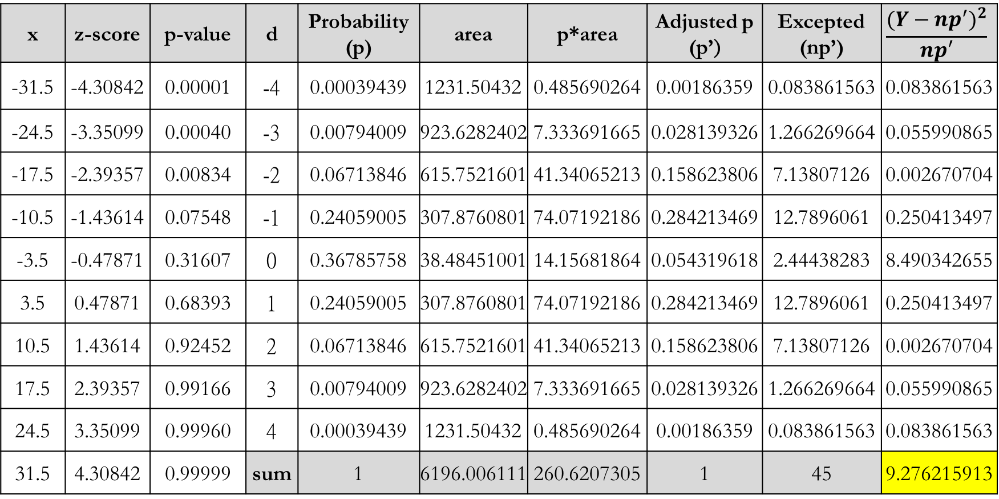 x z-score p-value d Probability (p) area p*area Adjusted p (p’) Excepted (np’) (Y − np′)² / np′
-31.5 -4.30842 0.00001 -4 0.00039439 1231.50432 0.485690264 0.00186359 0.083861563 0.083861563
-24.5 -3.35099 0.00040 -3 0.00794009 923.6282402 7.333691665 0.028139326 1.266269664 0.055990865
-17.5 -2.39357 0.00834 -2 0.06713846 615.7521601 41.34065213 0.158623806 7.13807126 0.002670704
-10.5 -1.43614 0.07548 -1 0.24059005 307.8760801 74.07192186 0.284213469 12.7896061 0.250413497
-3.5 -0.47871 0.31607 0 0.36785758 38.48451001 14.15681864 0.054319618 2.44438283 8.490342655
3.5 0.47871 0.68393 1 0.24059005 307.8760801 74.07192186 0.284213469 12.7896061 0.250413497
10.5 1.43614 0.92452 2 0.06713846 615.7521601 41.34065213 0.158623806 7.13807126 0.002670704
17.5 2.39357 0.99166 3 0.00794009 923.6282402 7.333691665 0.028139326 1.266269664 0.055990865
24.5 3.35099 0.99960 4 0.00039439 1231.50432 0.485690264 0.00186359 0.083861563 0.083861563
31.5 4.30842 0.99999 sum 1 6196.006111 260.6207305 1 45 9.276215913